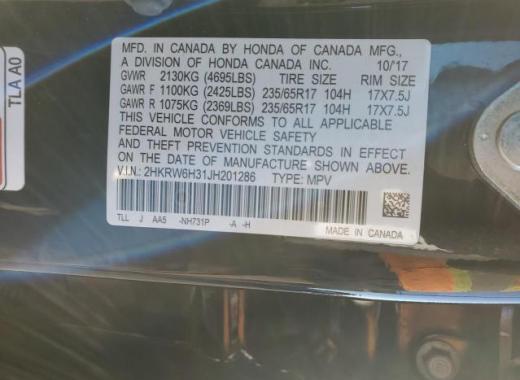 TLA A0
MFD. IN CANADA BY HONDA OF CANADA MFG.,
A DIVISION OF HONDA CANADA INC. 10/17
GVWR 2130KG (4695LBS) TIRE SIZE RIM SIZE
GAWR F 1100KG (2425LBS) 235/65R17 104H 17X7.5J
GAWR R 1075KG (2369LBS) 235/65R17 104H 17X7.5J
THIS VEHICLE CONFORMS TO ALL APPLICABLE
FEDERAL MOTOR VEHICLE SAFETY
AND THEFT PREVENTION STANDARDS IN EFFECT
ON THE DATE OF MANUFACTURE SHOWN ABOVE.
V.I.N.: 2HKRW6H31JH201286 TYPE: MPV
TLL J AA5 -NH731P -A -H
MADE IN CANADA